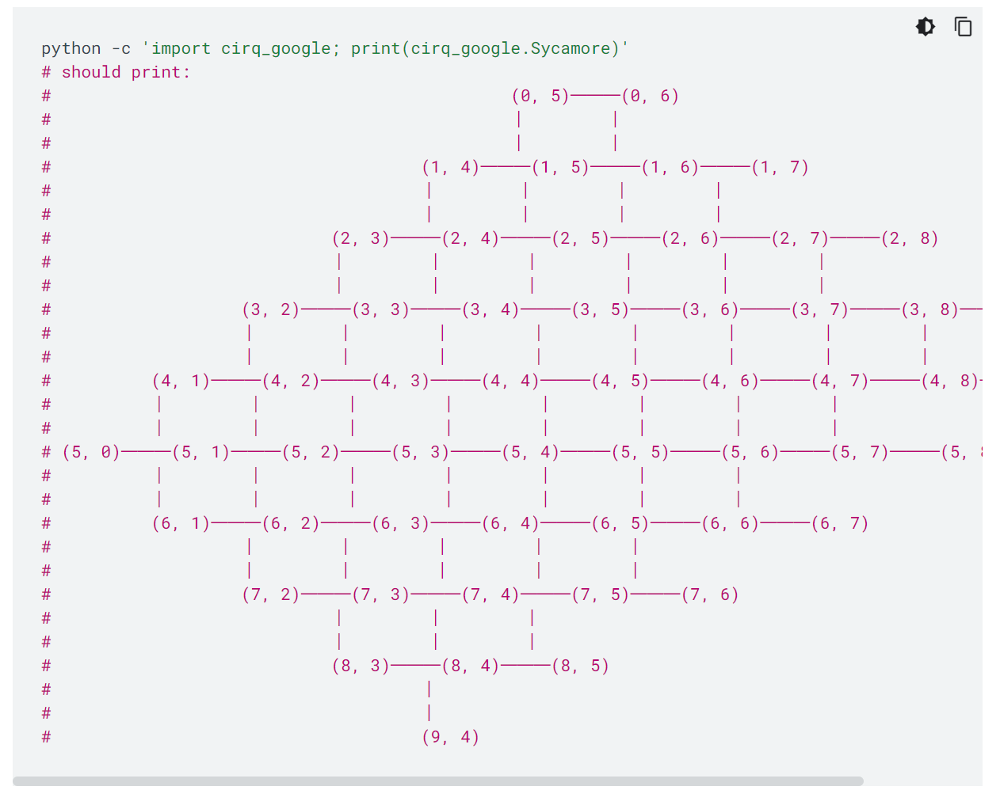 python -c 'import cirq_google; print(cirq_google.Sycamore)'
# should print:
#                                             (0, 5)─────(0, 6)
#                                             |          |
#                                             |          |
#                                    (1, 4)─────(1, 5)─────(1, 6)─────(1, 7)
#                                    |          |          |          |
#                                    |          |          |          |
#                           (2, 3)─────(2, 4)─────(2, 5)─────(2, 6)─────(2, 7)─────(2, 8)
#                           |          |          |          |          |          |
#                           |          |          |          |          |          |
#                  (3, 2)─────(3, 3)─────(3, 4)─────(3, 5)─────(3, 6)─────(3, 7)─────(3, 8)──
#                  |          |          |          |          |          |          |          |
#                  |          |          |          |          |          |          |          |
#         (4, 1)─────(4, 2)─────(4, 3)─────(4, 4)─────(4, 5)─────(4, 6)─────(4, 7)─────(4, 8)─
#         |          |          |          |          |          |          |          |
#         |          |          |          |          |          |          |          |
# (5, 0)─────(5, 1)─────(5, 2)─────(5, 3)─────(5, 4)─────(5, 5)─────(5, 6)─────(5, 7)─────(5,
#         |          |          |          |          |          |          |
#         |          |          |          |          |          |          |
#         (6, 1)─────(6, 2)─────(6, 3)─────(6, 4)─────(6, 5)─────(6, 6)─────(6, 7)
#                  |          |          |          |          |
#                  |          |          |          |          |
#                  (7, 2)─────(7, 3)─────(7, 4)─────(7, 5)─────(7, 6)
#                           |          |          |
#                           |          |          |
#                           (8, 3)─────(8, 4)─────(8, 5)
#                                    |
#                                    |
#                                    (9, 4)